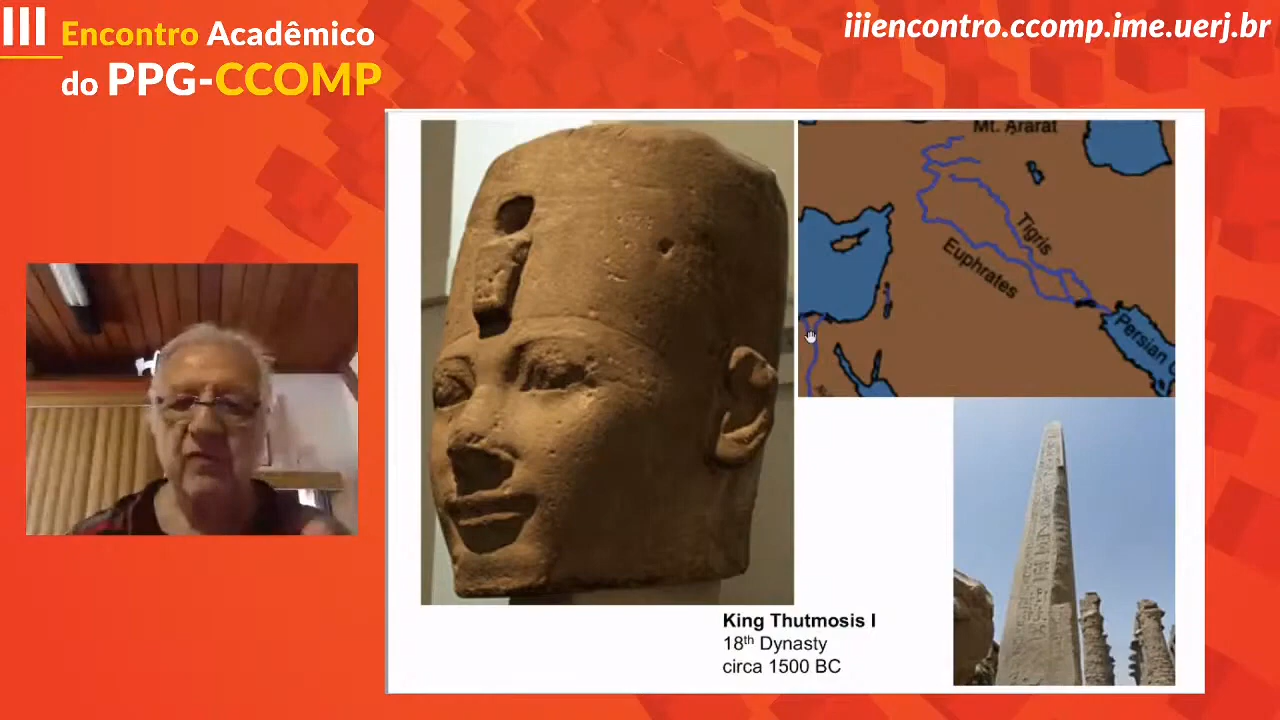 III Encontro Acadêmico
do PPG-CCOMP
iiiencontro.ccomp.ime.uerj.br
Mt. Ararat
Tigris
Euphrates
Persian
King Thutmosis I
18th Dynasty
circa 1500 BC